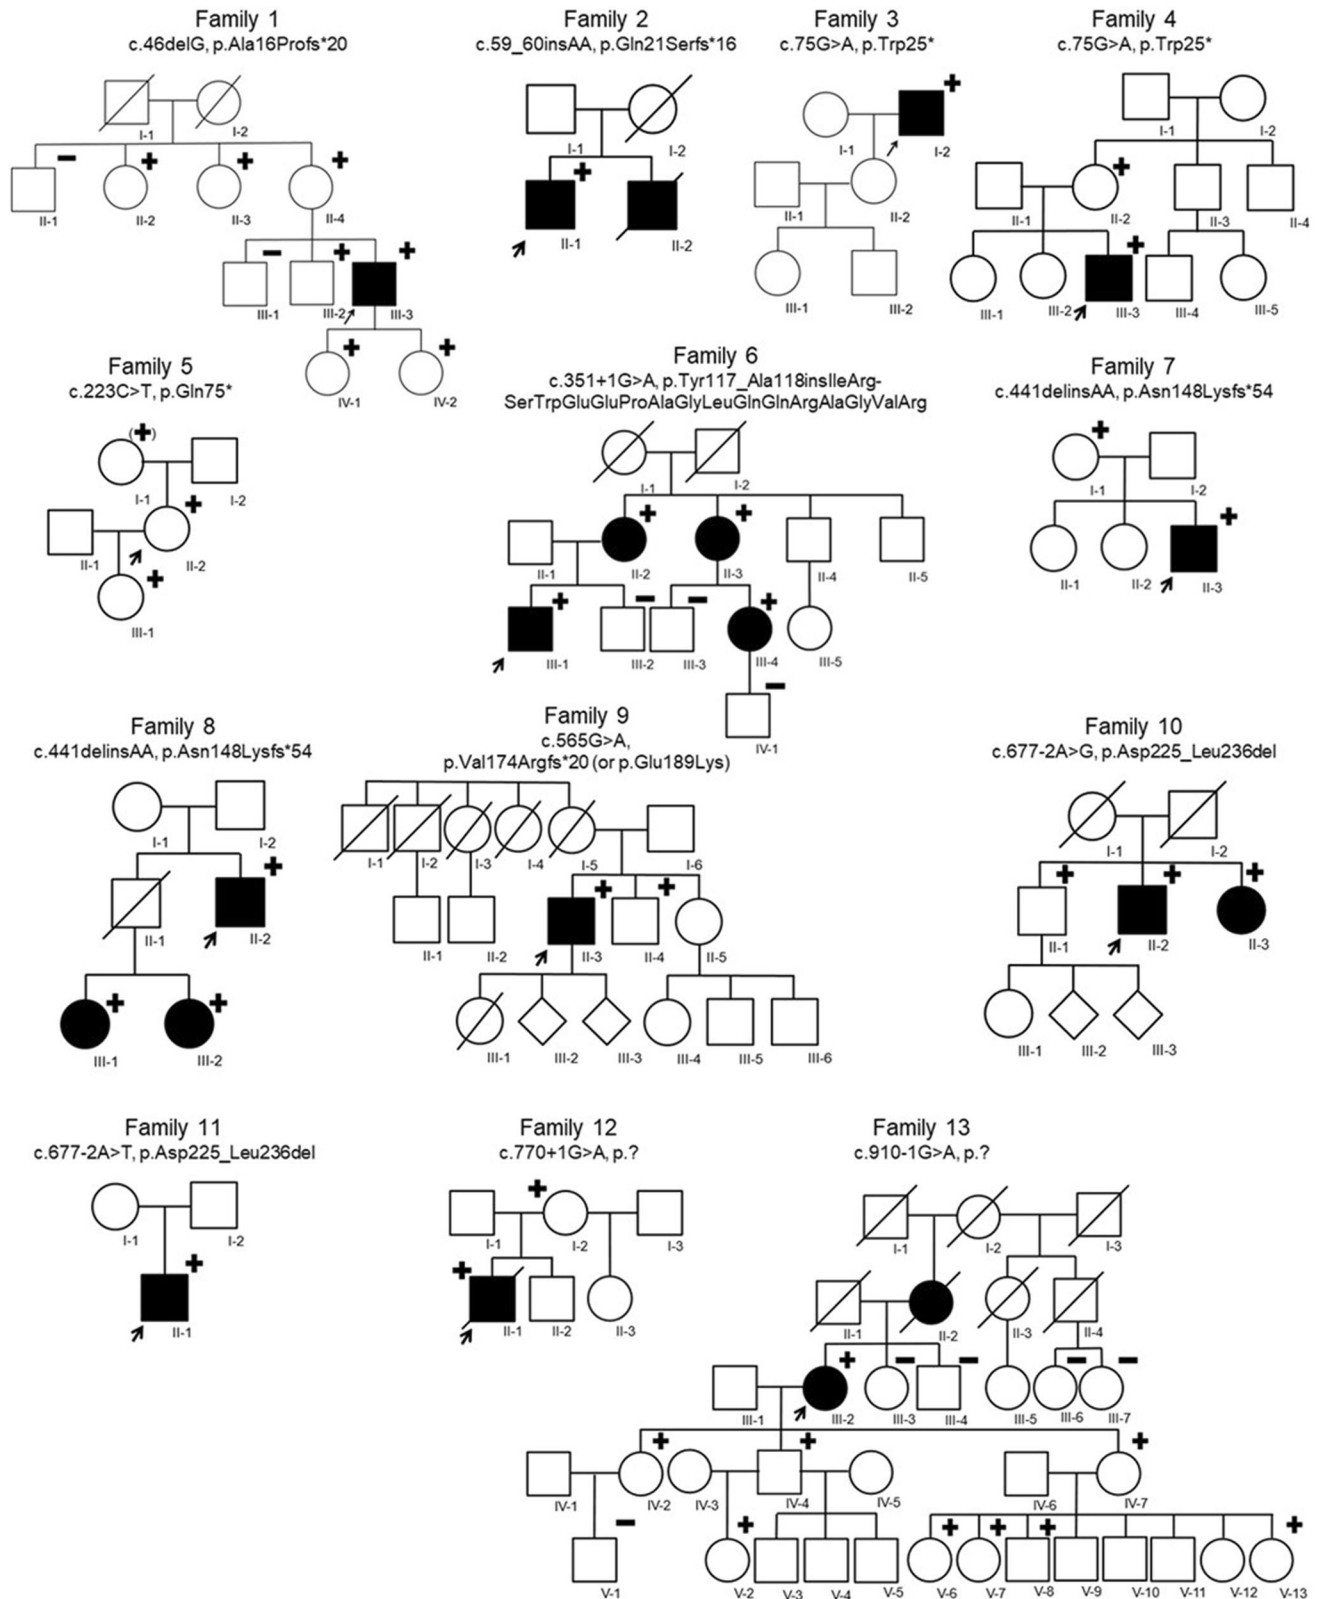 Family 1
c.46delG, p.Ala16Profs*20
I-1
I-2
II-1
II-2
II-3
II-4
III-1
III-2
III-3
IV-1
IV-2
Family 2
c.59_60insAA, p.Gln21Serfs*16
I-1
I-2
II-1
II-2
Family 3
c.75G>A, p.Trp25*
I-1
I-2
II-1
II-2
III-1
III-2
Family 4
c.75G>A, p.Trp25*
I-1
I-2
II-1
II-2
II-3
II-4
III-1
III-2
III-3
III-4
III-5
Family 5
c.223C>T, p.Gln75*
(+)
I-1
I-2
II-1
II-2
III-1
Family 6
c.351+1G>A, p.Tyr117_Ala118insIleArg-
SerTrpGluGluProAlaGlyLeuGlnGlnArgAlaGlyValArg
I-1
I-2
II-1
II-2
II-3
II-4
II-5
III-1
III-2
III-3
III-4
III-5
IV-1
Family 7
c.441delinsAA, p.Asn148Lysfs*54
I-1
I-2
II-1
II-2
II-3
Family 8
c.441delinsAA, p.Asn148Lysfs*54
I-1
I-2
II-1
II-2
III-1
III-2
Family 9
c.565G>A,
p.Val174Argfs*20 (or p.Glu189Lys)
I-1
I-2
I-3
I-4
I-5
I-6
II-1
II-2
II-3
II-4
II-5
III-1
III-2
III-3
III-4
III-5
III-6
Family 10
c.677-2A>G, p.Asp225_Leu236del
I-1
I-2
II-1
II-2
II-3
III-1
III-2
III-3
Family 11
c.677-2A>T, p.Asp225_Leu236del
I-1
I-2
II-1
Family 12
c.770+1G>A, p.?
I-1
I-2
I-3
II-1
II-2
II-3
Family 13
c.910-1G>A, p.?
I-1
I-2
I-3
II-1
II-2
II-3
II-4
III-1
III-2
III-3
III-4
III-5
III-6
III-7
IV-1
IV-2
IV-3
IV-4
IV-5
IV-6
IV-7
V-1
V-2
V-3
V-4
V-5
V-6
V-7
V-8
V-9
V-10
V-11
V-12
V-13